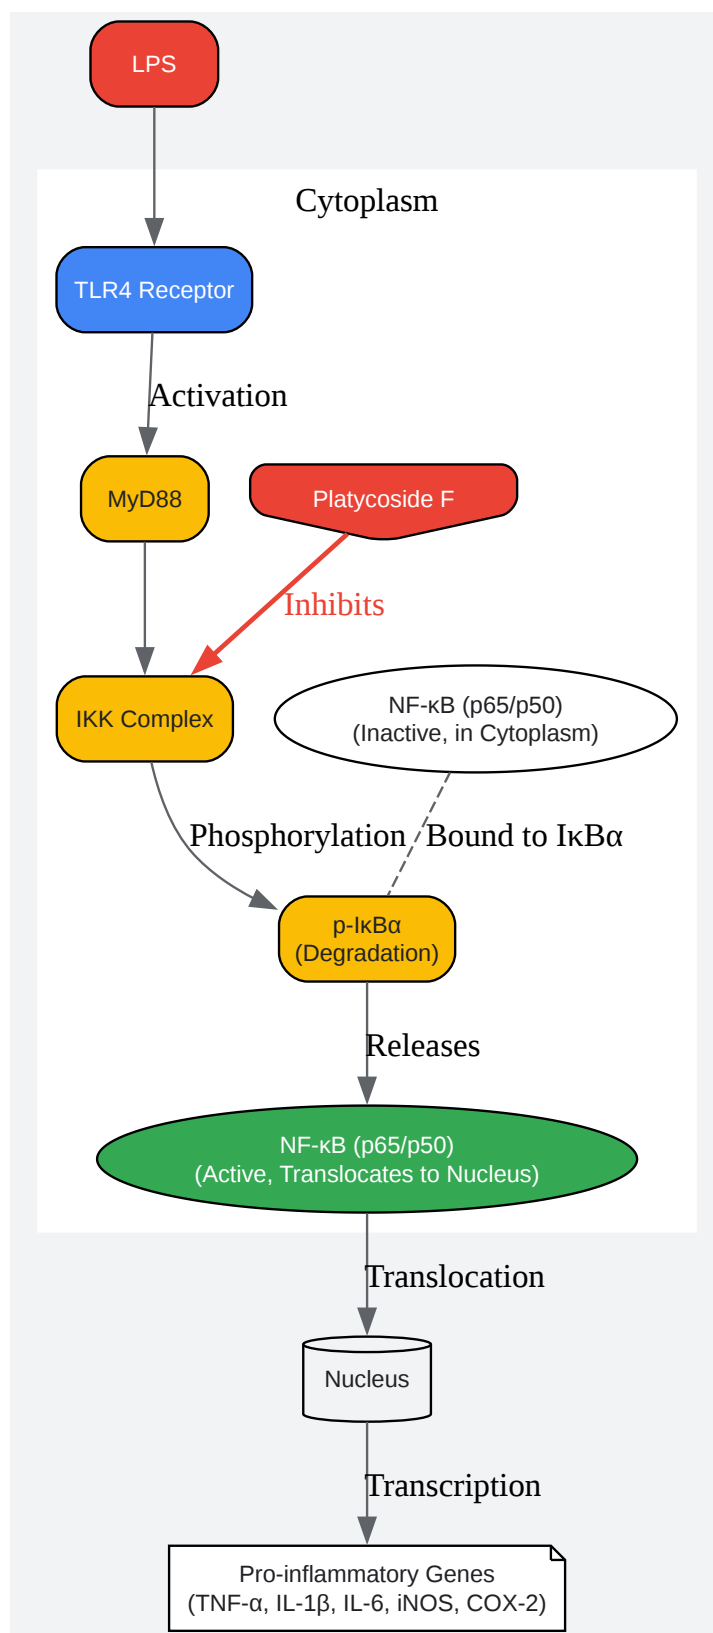 LPS
Cytoplasm
TLR4 Receptor
Activation
MyD88
Platycoside F
Inhibits
IKK Complex
NF-κB (p65/p50)
(Inactive, in Cytoplasm)
Phosphorylation
Bound to IκBα
p-IκBα
(Degradation)
Releases
NF-κB (p65/p50)
(Active, Translocates to Nucleus)
Translocation
Nucleus
Transcription
Pro-inflammatory Genes
(TNF-α, IL-1β, IL-6, iNOS, COX-2)